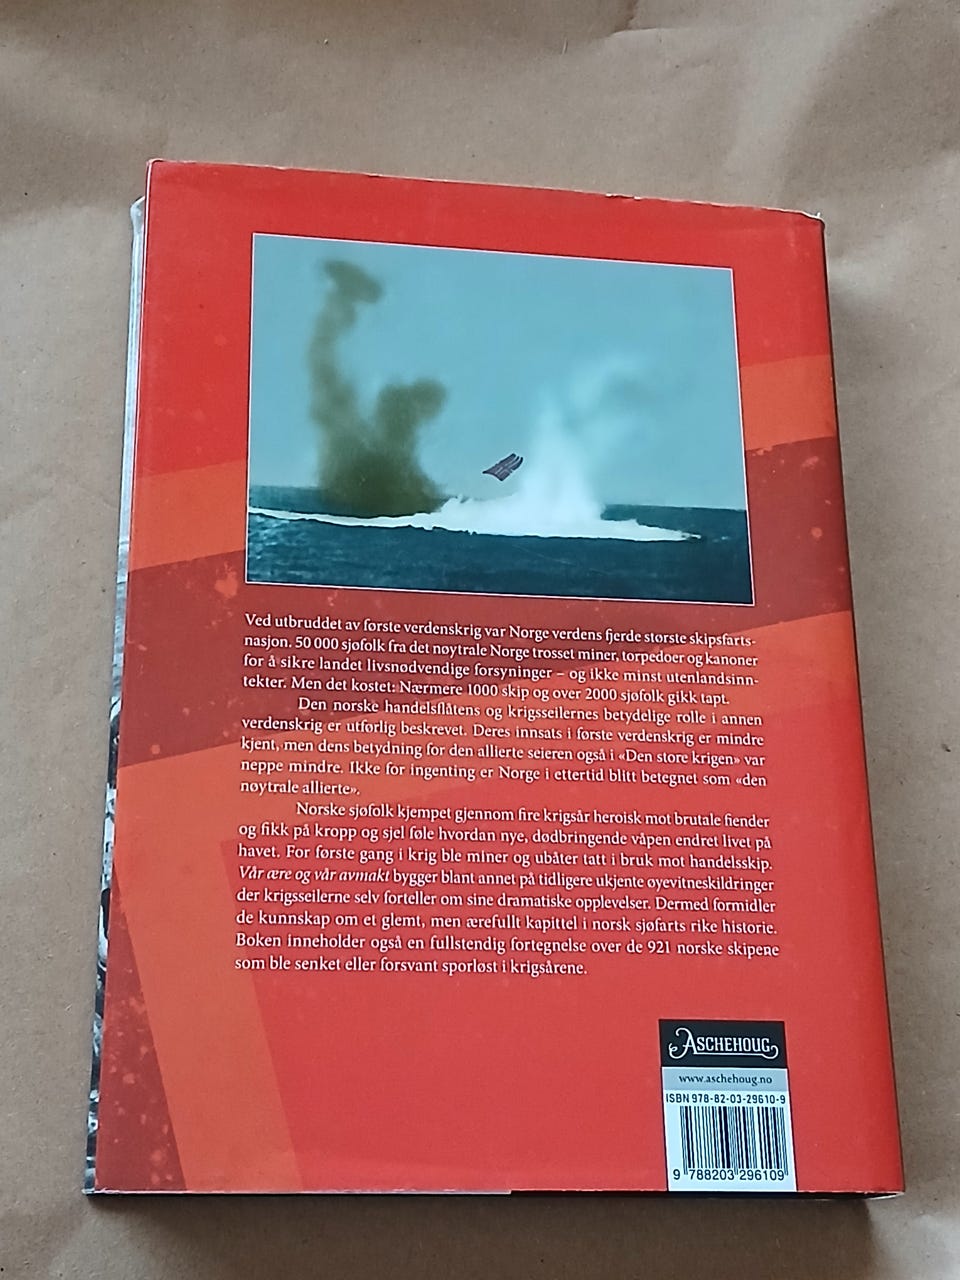 Ved utbruddet av første verdenskrig var Norge verdens fjerde største skipsfarts-
nasjon. 50 000 sjøfolk fra det nøytrale Norge trosset miner, torpedoer og kanoner
for å sikre landet livsnødvendige forsyninger – og ikke minst utenlandsinn-
tekter. Men det kostet: Nærmere 1000 skip og over 2000 sjøfolk gikk tapt.
Den norske handelsflåtens og krigsseilernes betydelige rolle i annen
verdenskrig er utførlig beskrevet. Deres innsats i første verdenskrig er mindre
kjent, men dens betydning for den allierte seieren også i «Den store krigen» var
neppe mindre. Ikke for ingenting er Norge i ettertid blitt betegnet som «den
nøytrale allierte».
Norske sjøfolk kjempet gjennom fire krigsår heroisk mot brutale fiender
og fikk på kropp og sjel føle hvordan nye, dødbringende våpen endret livet på
havet. For første gang i krig ble miner og ubåter tatt i bruk mot handelsskip.
Vår ære og vår avmakt bygger blant annet på tidligere ukjente øyevitneskildringer
der krigsseilerne selv forteller om sine dramatiske opplevelser. Dermed formidler
de kunnskap om et glemt, men ærefullt kapittel i norsk sjøfarts rike historie.
Boken inneholder også en fullstendig fortegnelse over de 921 norske skipene
som ble senket eller forsvant sporløst i krigsårene.
ASCHEHOUG
www.aschehoug.no
ISBN 978-82-03-29610-9
9 788203 296109